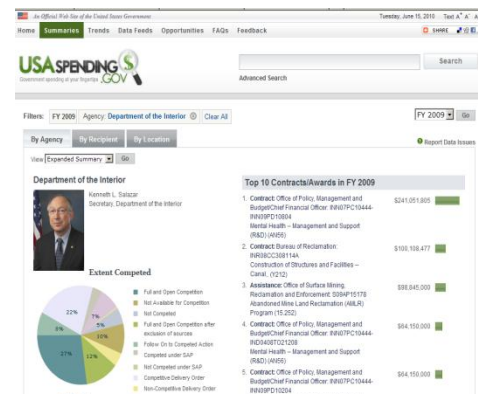 An Official Web Site of the United States Government
Tuesday, June 15, 2010 Text A A A
Home Summaries Trends Data Feeds Opportunities FAQs Feedback
SHARE
USASPENDING.GOV
Government spending at your fingertips
Search
Advanced Search
Filters: FY 2009 Agency: Department of the Interior Clear All
FY 2009 Go
By Agency By Recipient By Location
Report Data Issues
View Expanded Summary Go
Department of the Interior
Kenneth L. Salazar
Secretary, Department of the Interior
Extent Competed
22%
7%
5%
10%
12%
27%
8%
Full and Open Competition
Not Available for Competition
Not Competed
Full and Open Competition after
exclusion of sources
Follow On to Competed Action
Competed under SAP
Not Competed under SAP
Competitive Delivery Order
Non-Competitive Delivery Order
Top 10 Contracts/Awards in FY 2009
1. Contract: Office of Policy, Management and
Budget/Chief Financial Officer: INN07PC10444-
INN09PD10804
Mental Health – Management and Support
(R&D) (AN56)
$241,051,805
2. Contract: Bureau of Reclamation:
INR08CC308114A
Construction of Structures and Facilities –
Canal.. (Y212)
$100,108,477
3. Assistance: Office of Surface Mining,
Reclamation and Enforcement: S09AP15178
Abandoned Mine Land Reclamation (AMLR)
Program (15.252)
$98,845,000
4. Contract: Office of Policy, Management and
Budget/Chief Financial Officer: INN07PC10444-
IND0408TO21208
Mental Health – Management and Support
(R&D) (AN56)
$64,150,000
5. Contract: Office of Policy, Management and
Budget/Chief Financial Officer: INN07PC10444-
INN09PD10204
$64,150,000